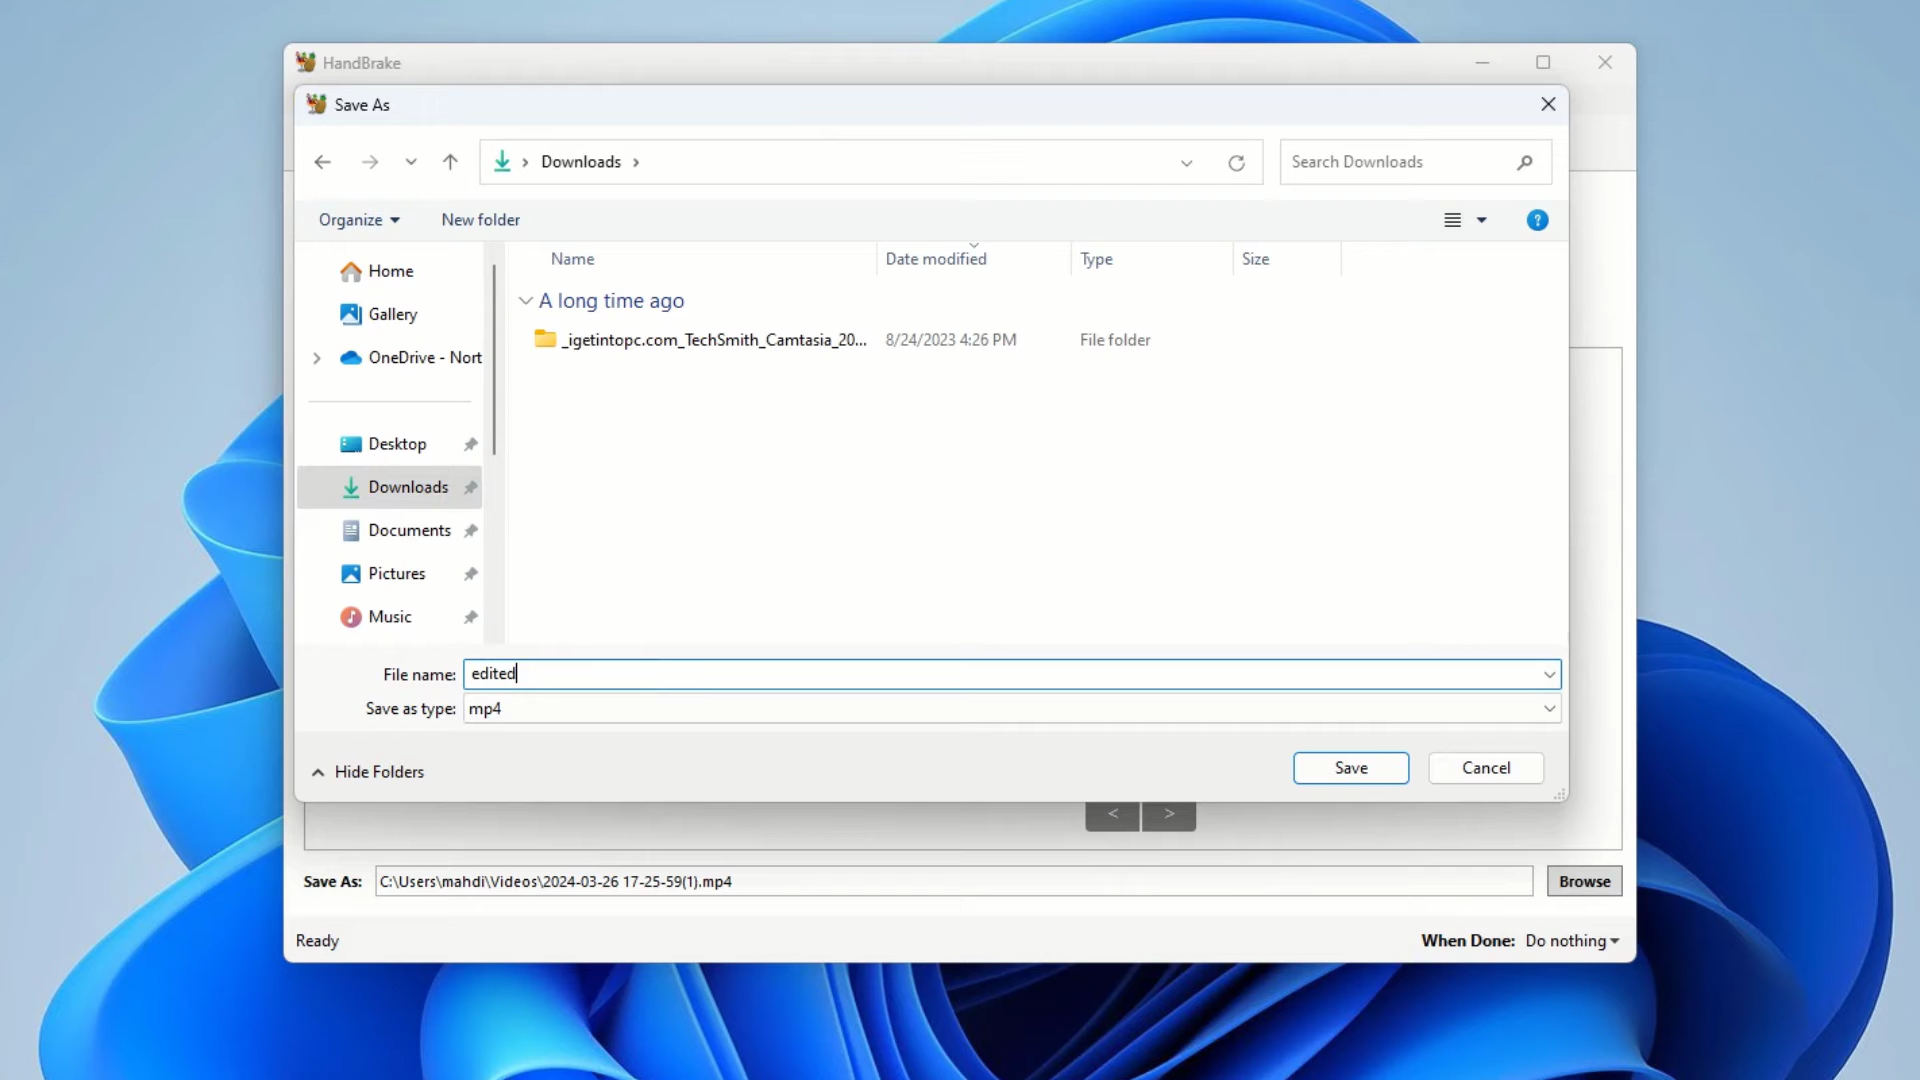 HandBrake
Save As
Downloads
Search Downloads
Organize
New folder
Name
Date modified
Type
Size
Home
Gallery
OneDrive - Nort
Desktop
Downloads
Documents
Pictures
Music
A long time ago
_igetintopc.com_TechSmith_Camtasia_20... 8/24/2023 4:26 PM File folder
File name: edited
Save as type: mp4
Hide Folders
Save
Cancel
< >
Save As: C:\Users\mahdi\Videos\2024-03-26 17-25-59(1).mp4 Browse
Ready
When Done: Do nothing